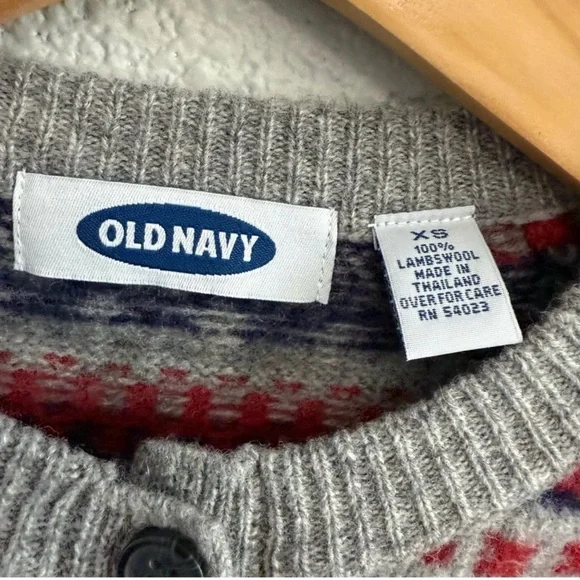 OLD NAVY
XS
100%
LAMBSWOOL
MADE IN
THAILAND
OVER FOR CARE
RN 54023